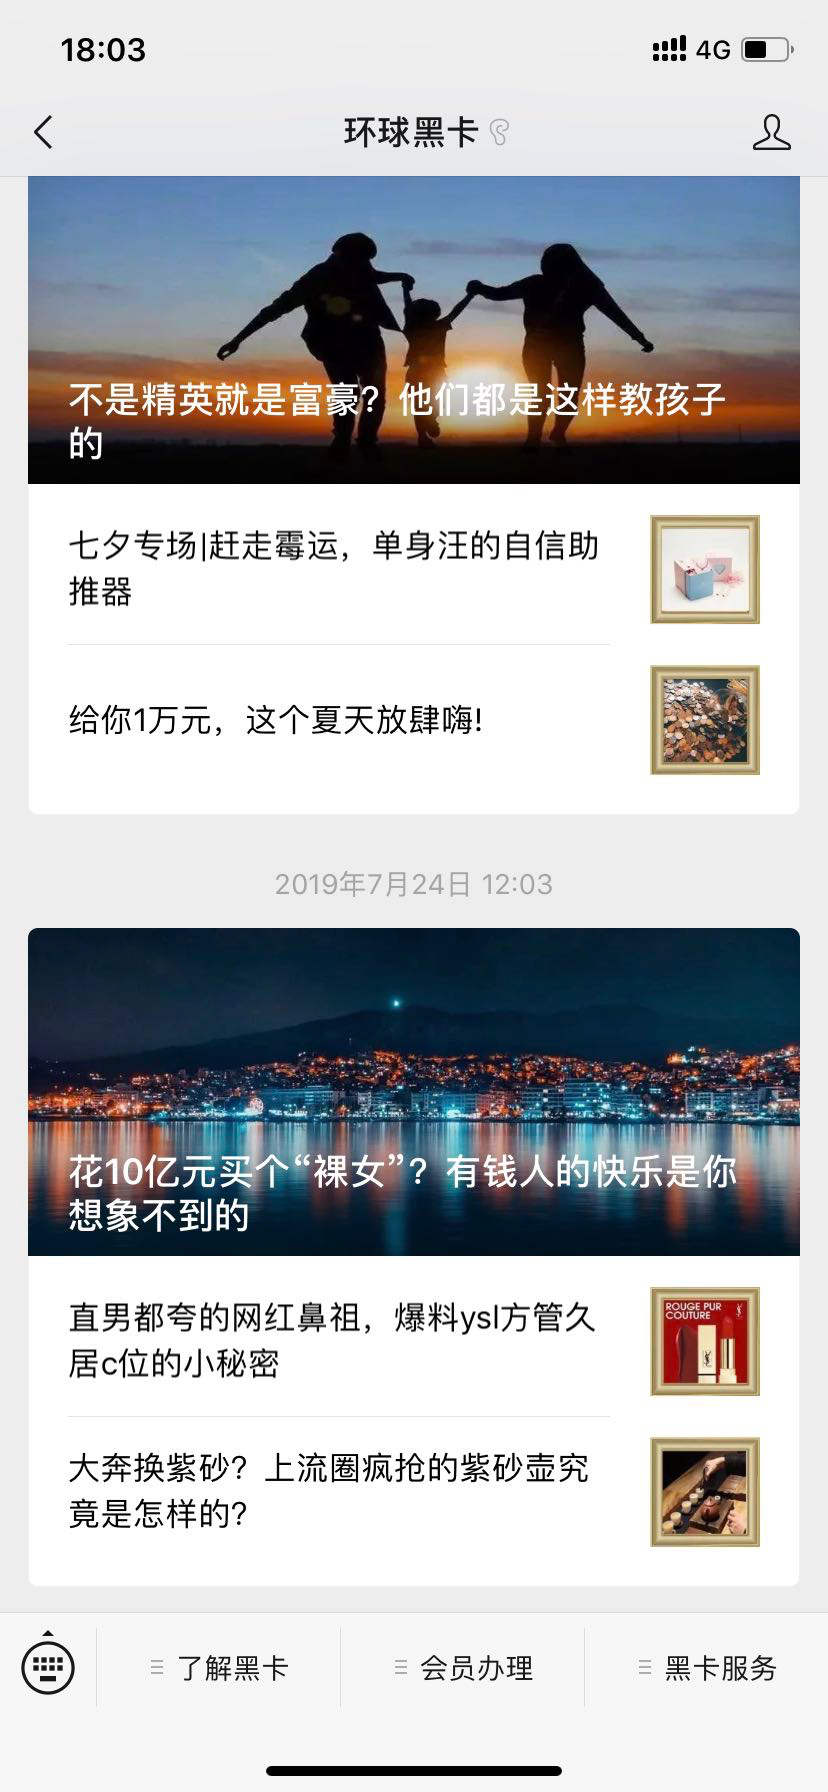 18:03
4G
环球黑卡
不是精英就是富豪？他们都是这样教孩子
的
七夕专场|赶走霉运，单身汪的自信助
推器
给你1万元，这个夏天放肆嗨!
2019年7月24日 12:03
花10亿元买个“裸女”？有钱人的快乐是你
想象不到的
直男都夸的网红鼻祖，爆料ysl方管久
居c位的小秘密
ROUGE PUR
COUTURE
大奔换紫砂？上流圈疯抢的紫砂壶究
竟是怎样的?
了解黑卡
会员办理
黑卡服务